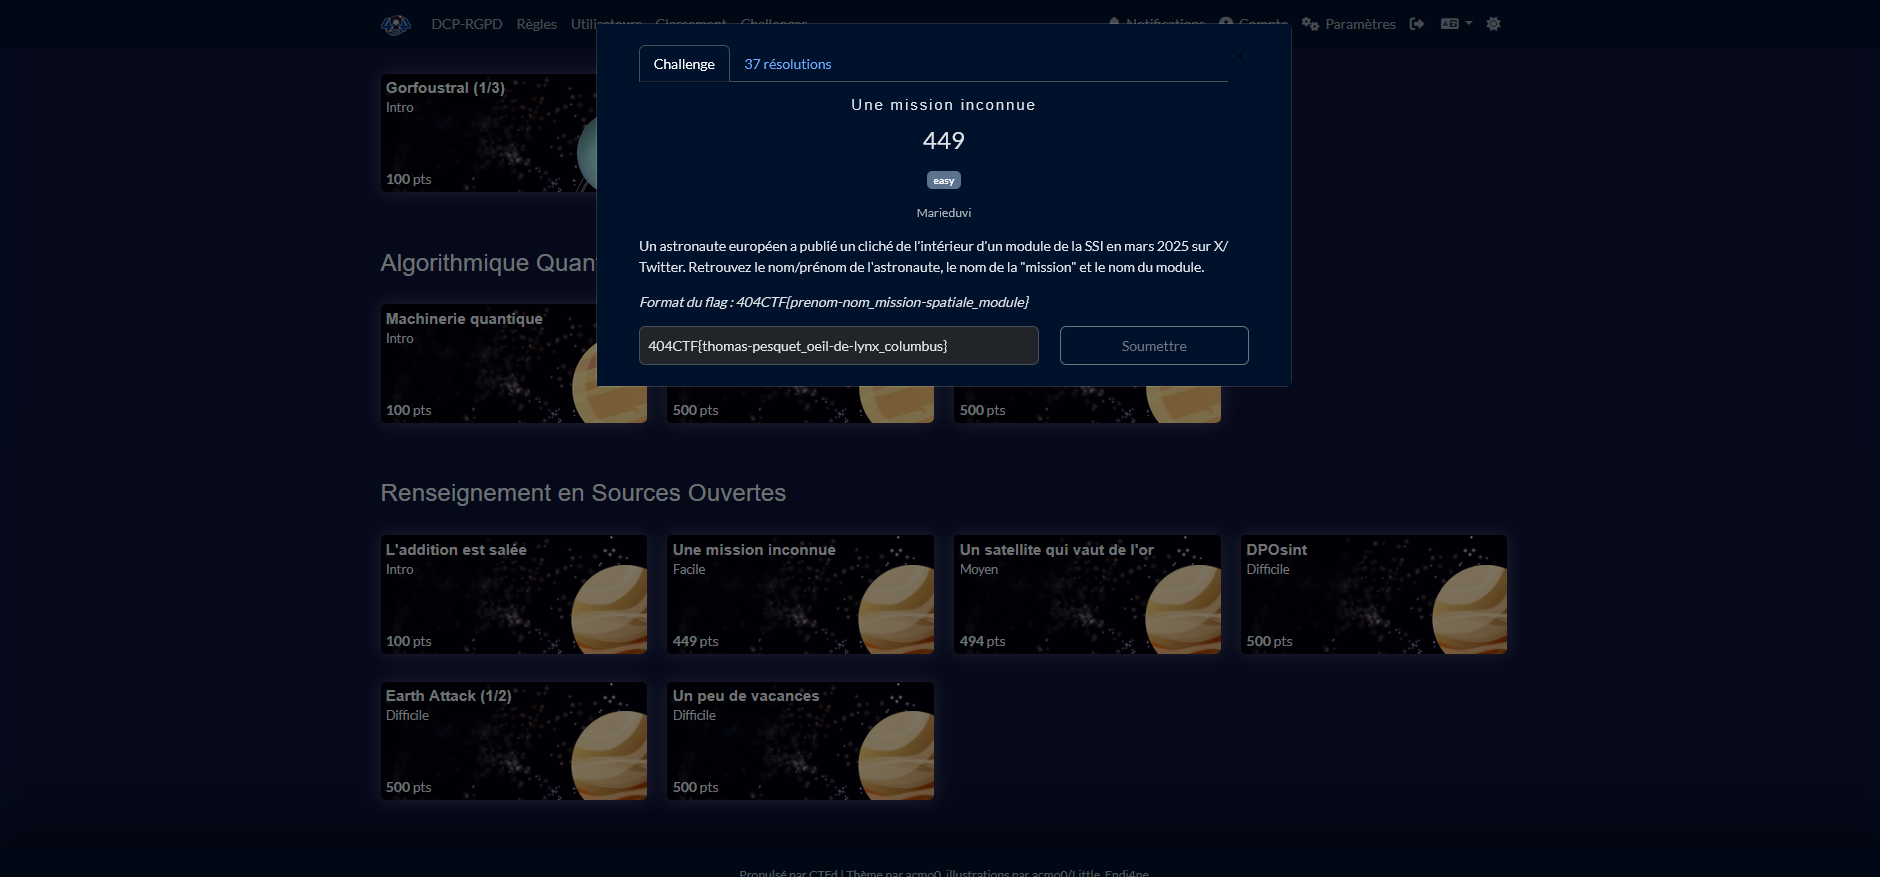 DCP-RGPD Règles Utilisateurs Classement Challenges Notifications Compte Paramètres
Challenge 37 résolutions
Une mission inconnue
449
easy
Marieduvi
Un astronaute européen a publié un cliché de l'intérieur d'un module de la SSI en mars 2025 sur X/
Twitter. Retrouvez le nom/prénom de l'astronaute, le nom de la "mission" et le nom du module.
Format du flag : 404CTF{prenom-nom_mission-spatiale_module}
404CTF{thomas-pesquet_oeil-de-lynx_columbus} Soumettre
Gorfoustral (1/3)
Intro
100 pts
Algorithmique Quan
Machinerie quantique
Intro
100 pts
500 pts
500 pts
Renseignement en Sources Ouvertes
L'addition est salée
Intro
100 pts
Une mission inconnue
Facile
449 pts
Un satellite qui vaut de l'or
Moyen
494 pts
DPOsint
Difficile
500 pts
Earth Attack (1/2)
Difficile
500 pts
Un peu de vacances
Difficile
500 pts
Propulsé par CTFd | Thème par acmo0, illustrations par acmo0/Little_Endi4ne